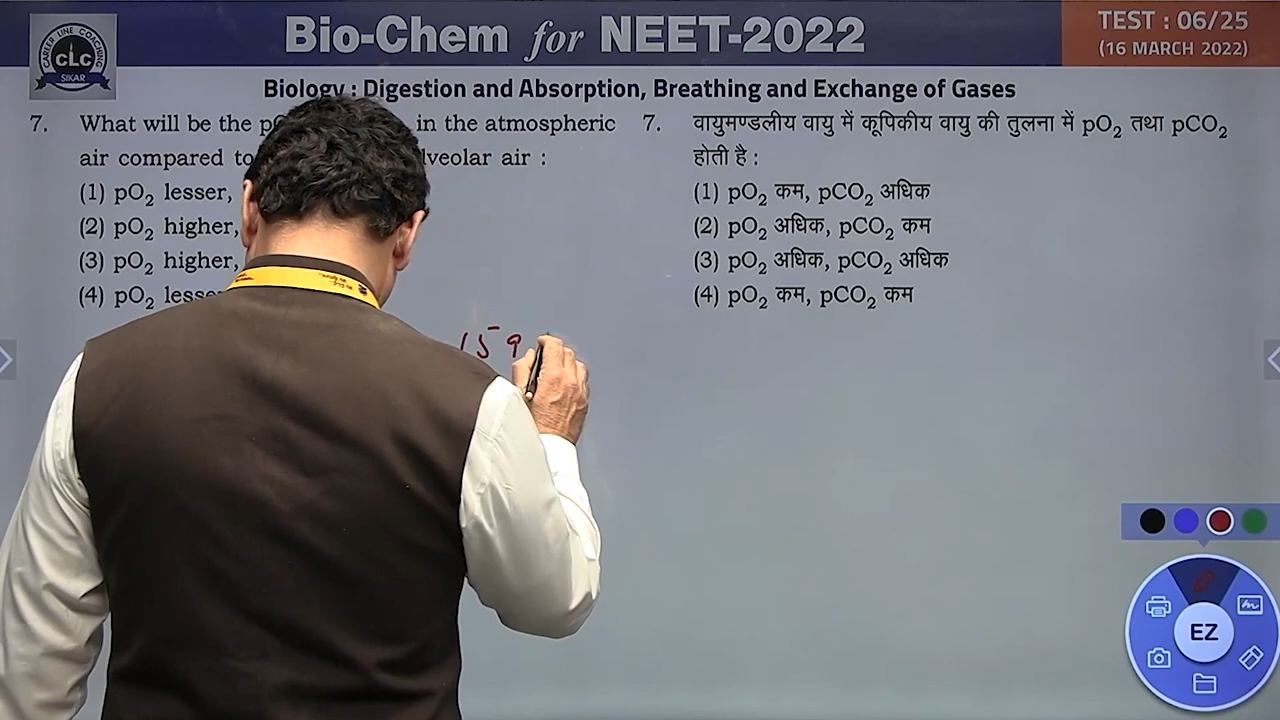 Bio-Chem for NEET-2022
TEST : 06/25
(16 MARCH 2022)
CAREER LINE COACHING
CLC
SIKAR
Biology : Digestion and Absorption, Breathing and Exchange of Gases
7. What will be the in the atmospheric
air compared to lveolar air :
(1) pO₂ lesser,
(2) pO₂ higher,
(3) pO₂ higher,
(4) pO₂ lesse
7. वायुमण्डलीय वायु में कूपिकीय वायु की तुलना में pO₂ तथा pCO₂
होती है :
(1) pO₂ कम, pCO₂ अधिक
(2) pO₂ अधिक, pCO₂ कम
(3) pO₂ अधिक, pCO₂ अधिक
(4) pO₂ कम, pCO₂ कम
159
EZ